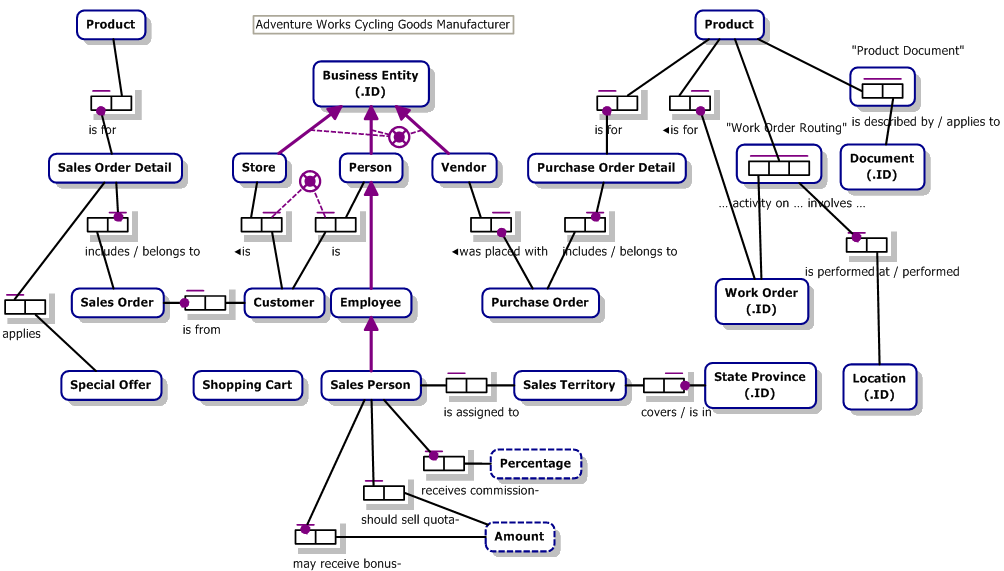 Product
Adventure Works Cycling Goods Manufacturer
Product
"Product Document"
Business Entity
(.ID)
is for
is for
◄is for
"Work Order Routing"
is described by / applies to
Sales Order Detail
Store
Person
Vendor
Purchase Order Detail
Document
(.ID)
... activity on ... involves ...
includes / belongs to
◄is
is
◄was placed with
includes / belongs to
is performed at / performed
Sales Order
is from
Customer
Employee
Purchase Order
Work Order
(.ID)
applies
Special Offer
Shopping Cart
Sales Person
is assigned to
Sales Territory
covers / is in
State Province
(.ID)
Location
(.ID)
Percentage
receives commission-
should sell quota-
Amount
may receive bonus-